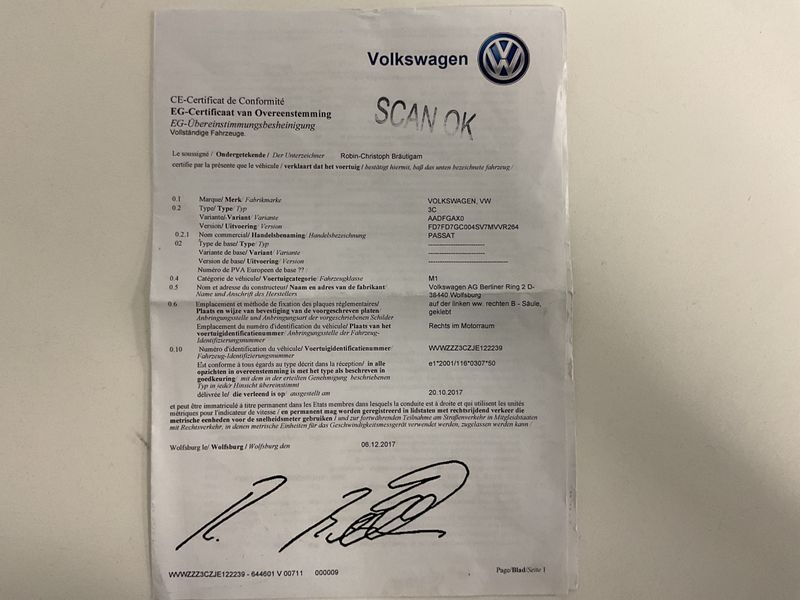 Volkswagen
CE-Certificat de Conformité
EG-Certificaat van Overeenstemming
EG-Übereinstimmungsbesheinigung
Vollständige Fahrzeuge.
SCAN OK
Le soussigné / Ondergetekende / Der Unterzeichner Robin-Christoph Bräutigam
certifie par la présente que le véhicule / verklaart dat het voertuig / bestätigt hiermit, baß das unten bezeichnete fahrzeug /
0.1 Marque/ Merk / Fabrikmarke VOLKSWAGEN, VW
0.2 Type/ Type / Typ 3C
Variante/ Variant / Variante AADFGAX0
Version/ Uitvoering / Version FD7FD7GC004SV7MVVR264
0.2.1 Nom commercial/ Handelsbenaming / Handelsbezeichnung PASSAT
02 Type de base/ Type / Typ --------------------
Variante de base/ Variant / Variante --------------------
Version de base/ Uitvoering / Version ----------------------------
Numéro de PVA Europeen de base ??
0.4 Catégorie de véhicule/ Voertuigcategorie / Fahrzeugklasse M1
0.5 Nom et adresse du constructeur/ Naam en adres van de fabrikant/ Volkswagen AG Berliner Ring 2 D-
Name und Anschrift des Herstellers 38440 Wolfsburg
0.6 Emplacement et méthode de fixation des plaques réglementaires/ auf der linken ww. rechten B - Säule,
Plaats en wijze van bevestiging van de voorgeschreven platen geklebt
Anbringungsstelle und Anbringungsart der vorgeschriebenen Schilder
Emplacement du numéro d'identification du véhicule/ Plaats van het Rechts im Motorraum
voertuigidentificatienummer / Anbringungsstelle der Fahrzeug-
Identifizierungsnummer
0.10 Numéro d'identification du véhicule/ Voertuigidentificatienummer/ WVWZZZ3CZJE122239
Fahrzeug-Identifizierungsnummer
Est conforme à tous égards au type décrit dans la réception/ in alle e1*2001/116*0307*50
opzichten in overeenstemming is met het type als beschreven in
goedkeuring / mit dem in der erteilten Genehmigung beschriebenen
Typ in jeder Hinsicht übereinstimmt
délivrée le/ die verleend is op / ausgestellt am 20.10.2017
et peut être immatriculé à titre permanent dans les Etats membres dans lesquels la conduite est à droite et qui utilisent les unités
métriques pour l'indicateur de vitesse / en permanent mag worden geregistreerd in lidstaten met rechtsrijdend verkeer die
metrische eenheden voor de snelheidsmeter gebruiken / und zur fortwährenden Teilnahme am Straßenverkehr in Mitgliedstaaten
mit Rechtsverkehr, in denen metrische Einheiten für das Geschwindigkeitsmessgerät verwendet werden, zugelassen werden kann /
Wolfsburg le/ Wolfsburg / Wolfsburg den 06.12.2017
WVWZZZ3CZJE122239 - 644601 V 00711 000009 Page/Blad/Seite 1